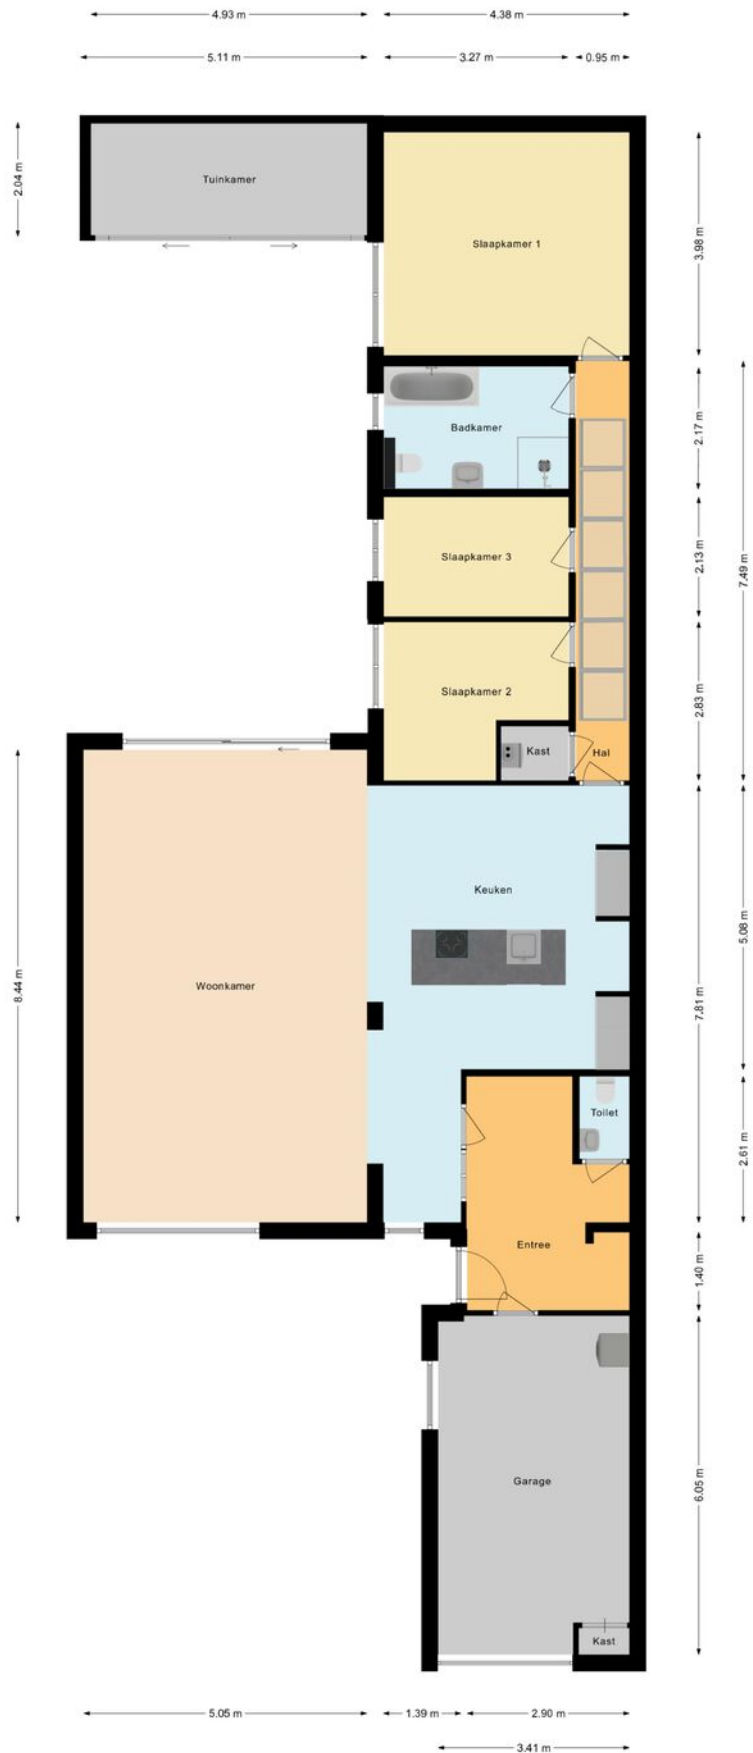 4.93 m
4.38 m
5.11 m
3.27 m
0.95 m
2.04 m
Tuinkamer
Slaapkamer 1
3.98 m
Badkamer
2.17 m
Slaapkamer 3
2.13 m
7.49 m
Slaapkamer 2
2.83 m
Kast
Hal
Keuken
5.08 m
Woonkamer
8.44 m
7.81 m
Toilet
2.61 m
Entree
1.40 m
Garage
6.05 m
Kast
5.05 m
1.39 m
2.90 m
3.41 m